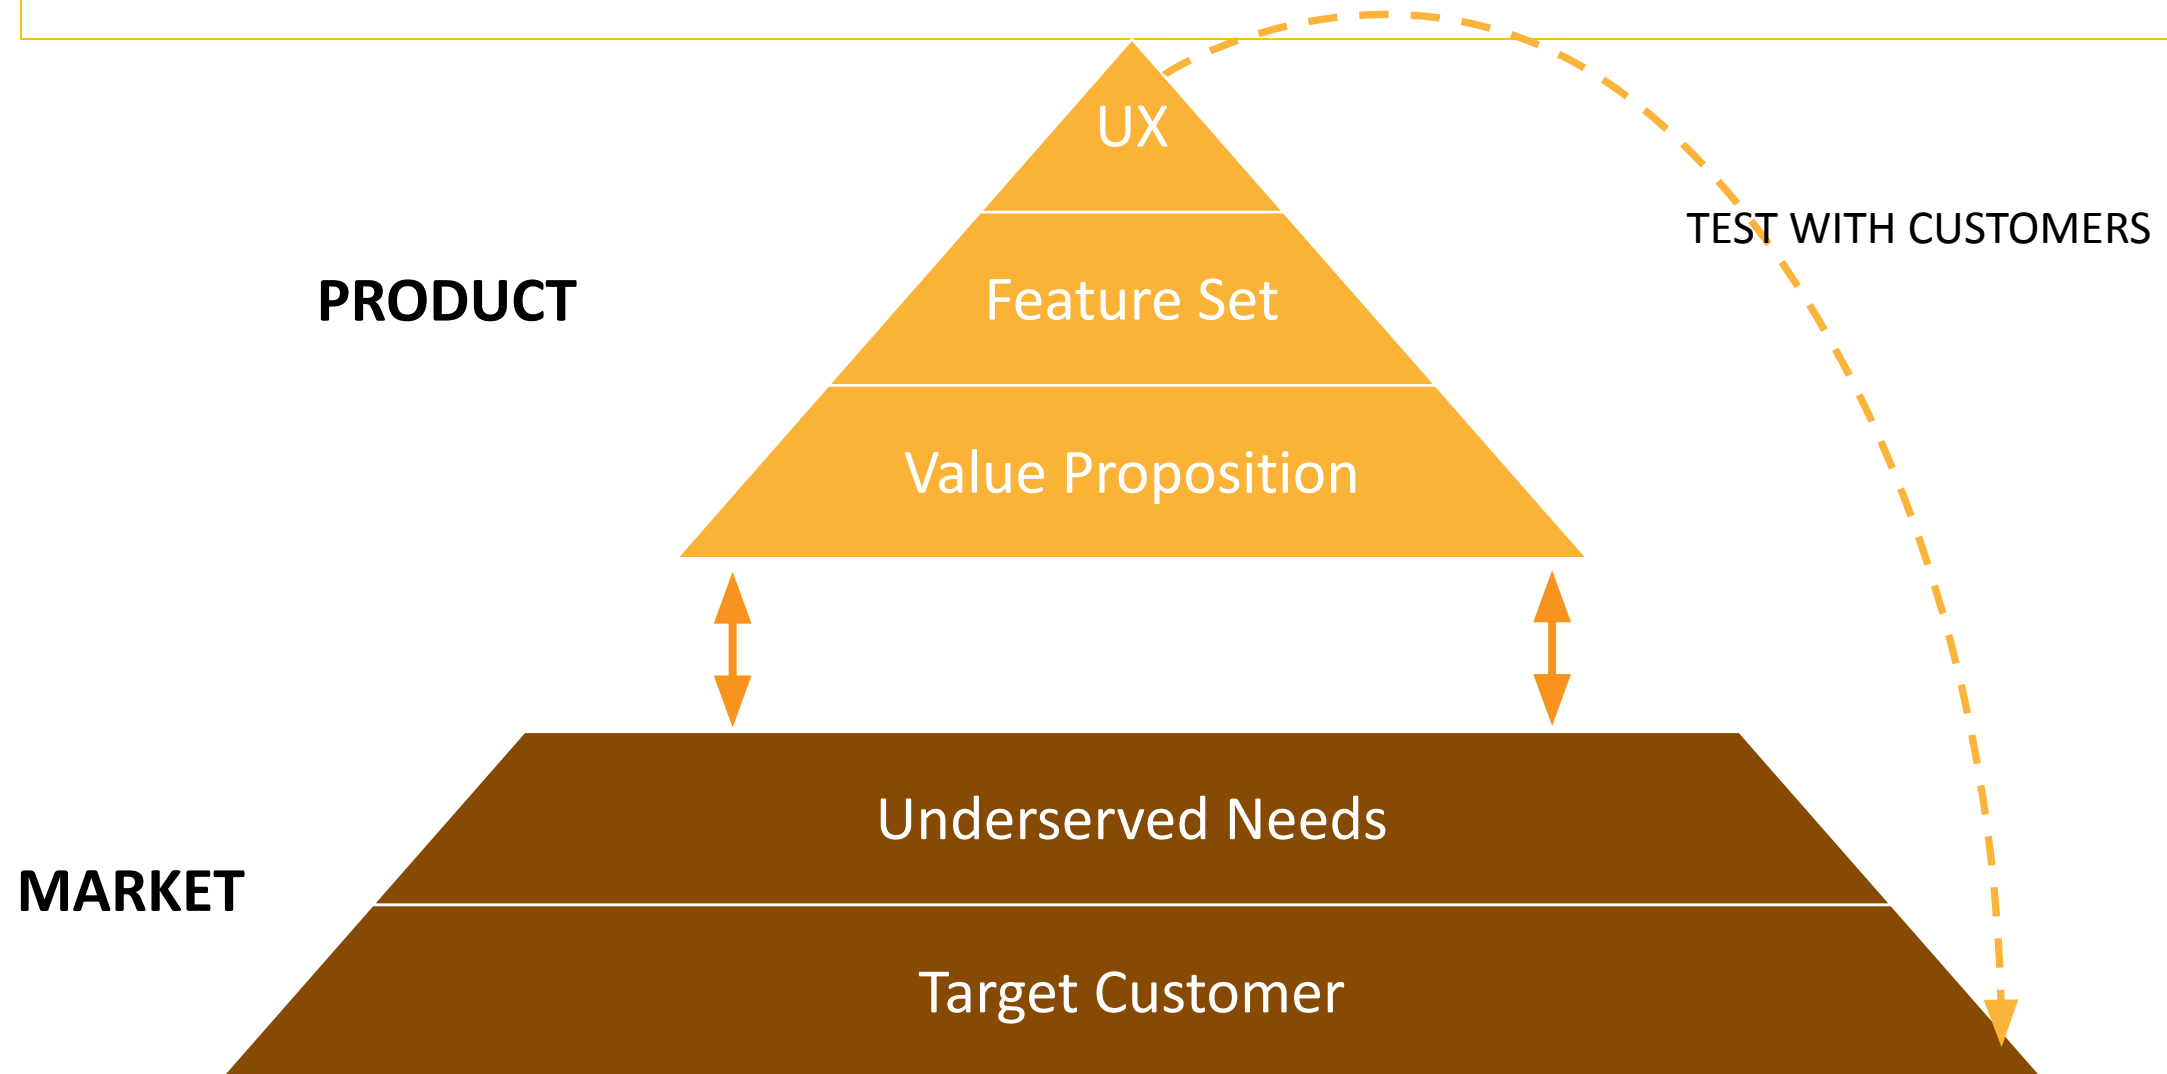 UX
TEST WITH CUSTOMERS
PRODUCT
Feature Set
Value Proposition
Underserved Needs
MARKET
Target Customer